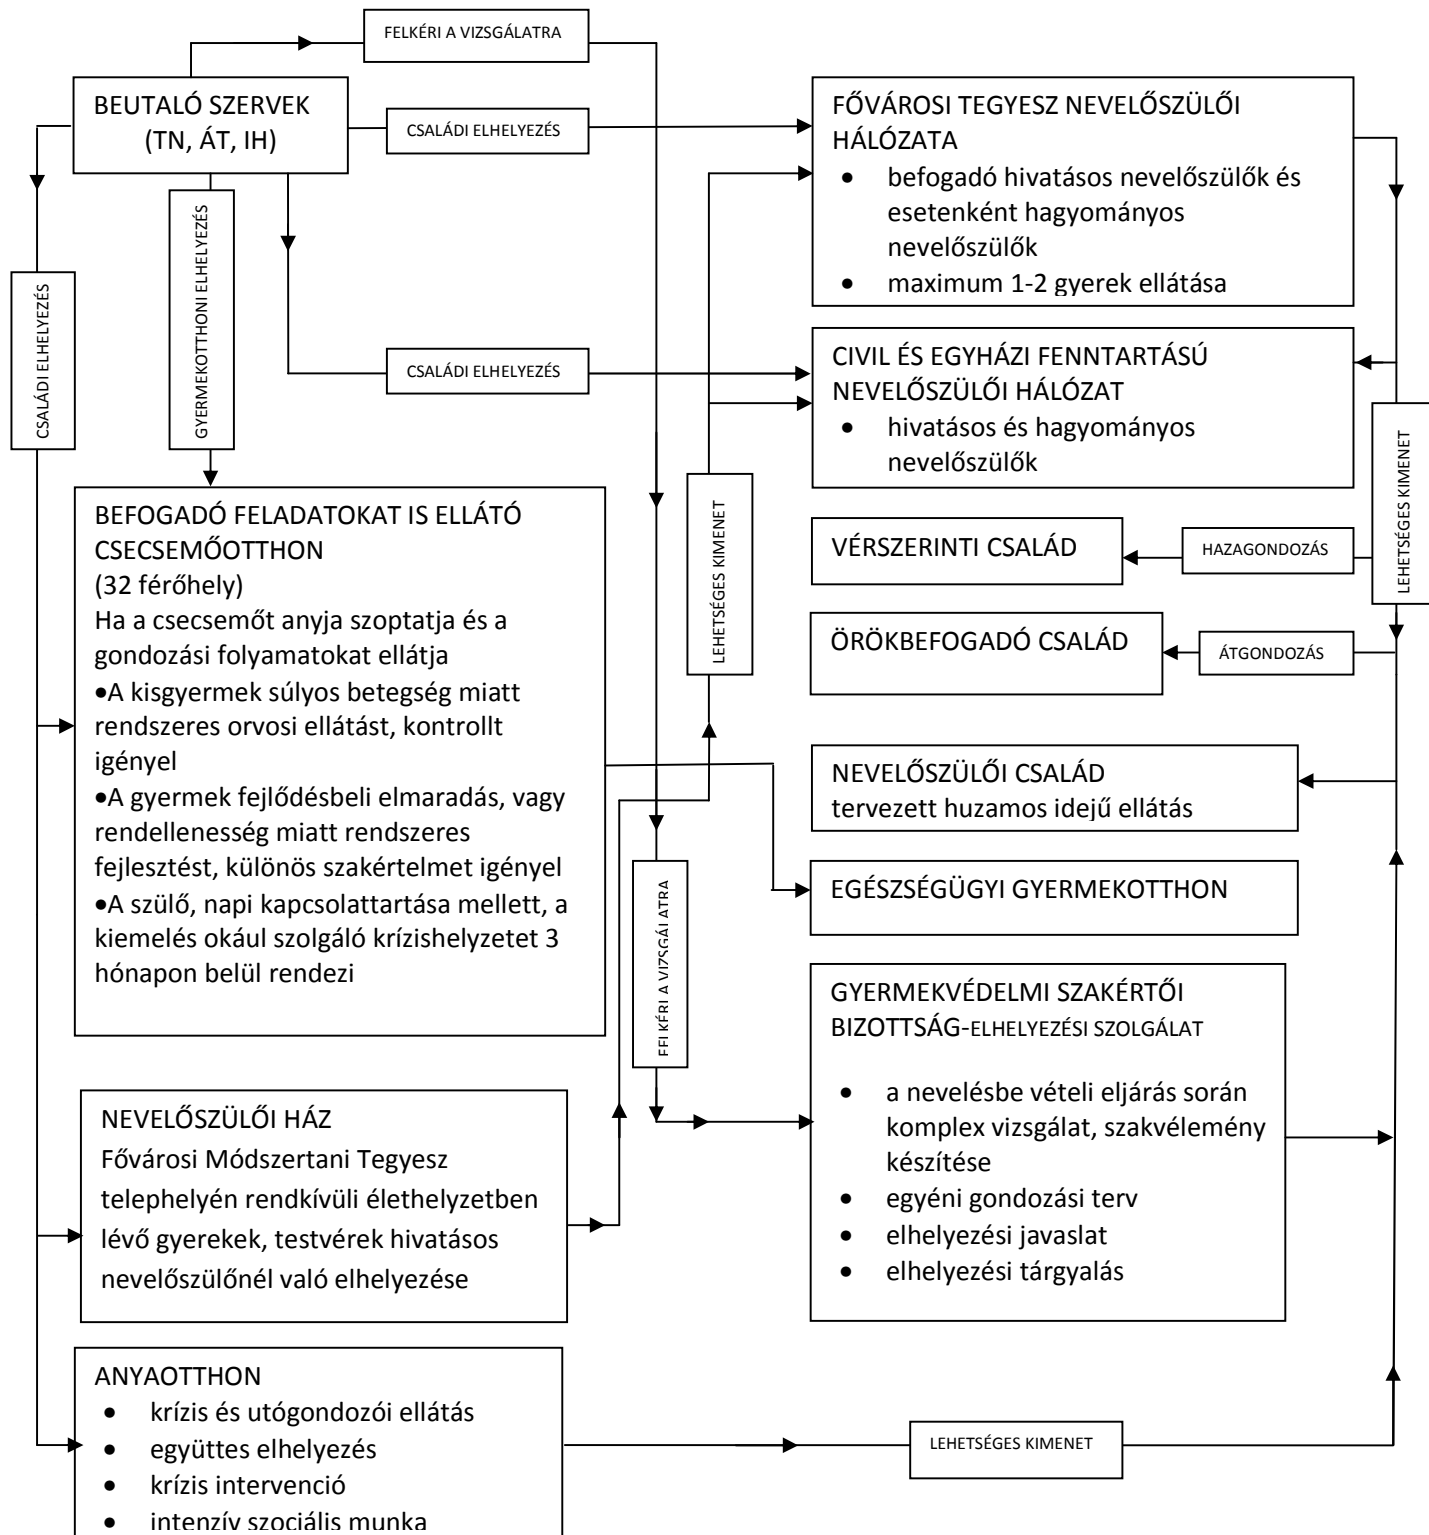 FELKÉRI A VIZSGÁLATRA
BEUTALÓ SZERVEK
(TN, ÁT, IH)
CSALÁDI ELHELYEZÉS
FŐVÁROSI TEGYESZ NEVELŐSZÜLŐI
HÁLÓZATA
• befogadó hivatásos nevelőszülők és
esetenként hagyományos
nevelőszülők
• maximum 1-2 gyerek ellátása
CSALÁDI ELHELYEZÉS
GYERMEKOTTHONI ELHELYEZÉS
CSALÁDI ELHELYEZÉS
CIVIL ÉS EGYHÁZI FENNTARTÁSÚ
NEVELŐSZÜLŐI HÁLÓZAT
• hivatásos és hagyományos
nevelőszülők
LEHETSÉGES KIMENET
BEFOGADÓ FELADATOKAT IS ELLÁTÓ
CSECSEMŐOTTHON
(32 férőhely)
Ha a csecsemőt anyja szoptatja és a
gondozási folyamatokat ellátja
•A kisgyermek súlyos betegség miatt
rendszeres orvosi ellátást, kontrollt
igényel
•A gyermek fejlődésbeli elmaradás, vagy
rendellenesség miatt rendszeres
fejlesztést, különös szakértelmet igényel
•A szülő, napi kapcsolattartása mellett, a
kiemelés okául szolgáló krízishelyzetet 3
hónapon belül rendezi
LEHETSÉGES KIMENET
VÉRSZERINTI CSALÁD
HAZAGONDOZÁS
ÖRÖKBEFOGADÓ CSALÁD
ÁTGONDOZÁS
NEVELŐSZÜLŐI CSALÁD
tervezett huzamos idejű ellátás
EGÉSZSÉGÜGYI GYERMEKOTTHON
FELKÉRI A VIZSGÁLATRA
GYERMEKVÉDELMI SZAKÉRTŐI
BIZOTTSÁG-ELHELYEZÉSI SZOLGÁLAT
• a nevelésbe vételi eljárás során
komplex vizsgálat, szakvélemény
készítése
• egyéni gondozási terv
• elhelyezési javaslat
• elhelyezési tárgyalás
NEVELŐSZÜLŐI HÁZ
Fővárosi Módszertani Tegyesz
telephelyén rendkívüli élethelyzetben
lévő gyerekek, testvérek hivatásos
nevelőszülőnél való elhelyezése
ANYAOTTHON
• krízis és utógondozói ellátás
• együttes elhelyezés
• krízis intervenció
• intenzív szociális munka
LEHETSÉGES KIMENET